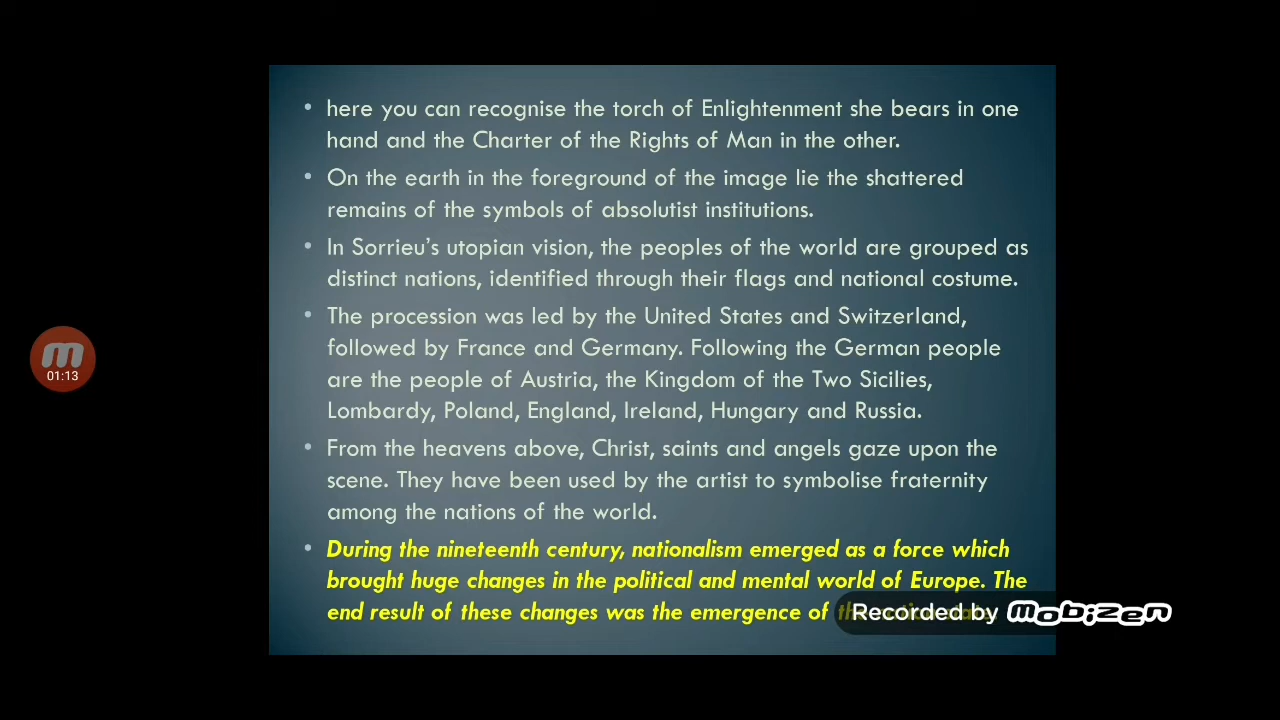 • here you can recognise the torch of Enlightenment she bears in one
hand and the Charter of the Rights of Man in the other.
• On the earth in the foreground of the image lie the shattered
remains of the symbols of absolutist institutions.
• In Sorrieu's utopian vision, the peoples of the world are grouped as
distinct nations, identified through their flags and national costume.
• The procession was led by the United States and Switzerland,
followed by France and Germany. Following the German people
are the people of Austria, the Kingdom of the Two Sicilies,
Lombardy, Poland, England, Ireland, Hungary and Russia.
• From the heavens above, Christ, saints and angels gaze upon the
scene. They have been used by the artist to symbolise fraternity
among the nations of the world.
• During the nineteenth century, nationalism emerged as a force which
brought huge changes in the political and mental world of Europe. The
end result of these changes was the emergence of
Recorded by mobizen
01:13